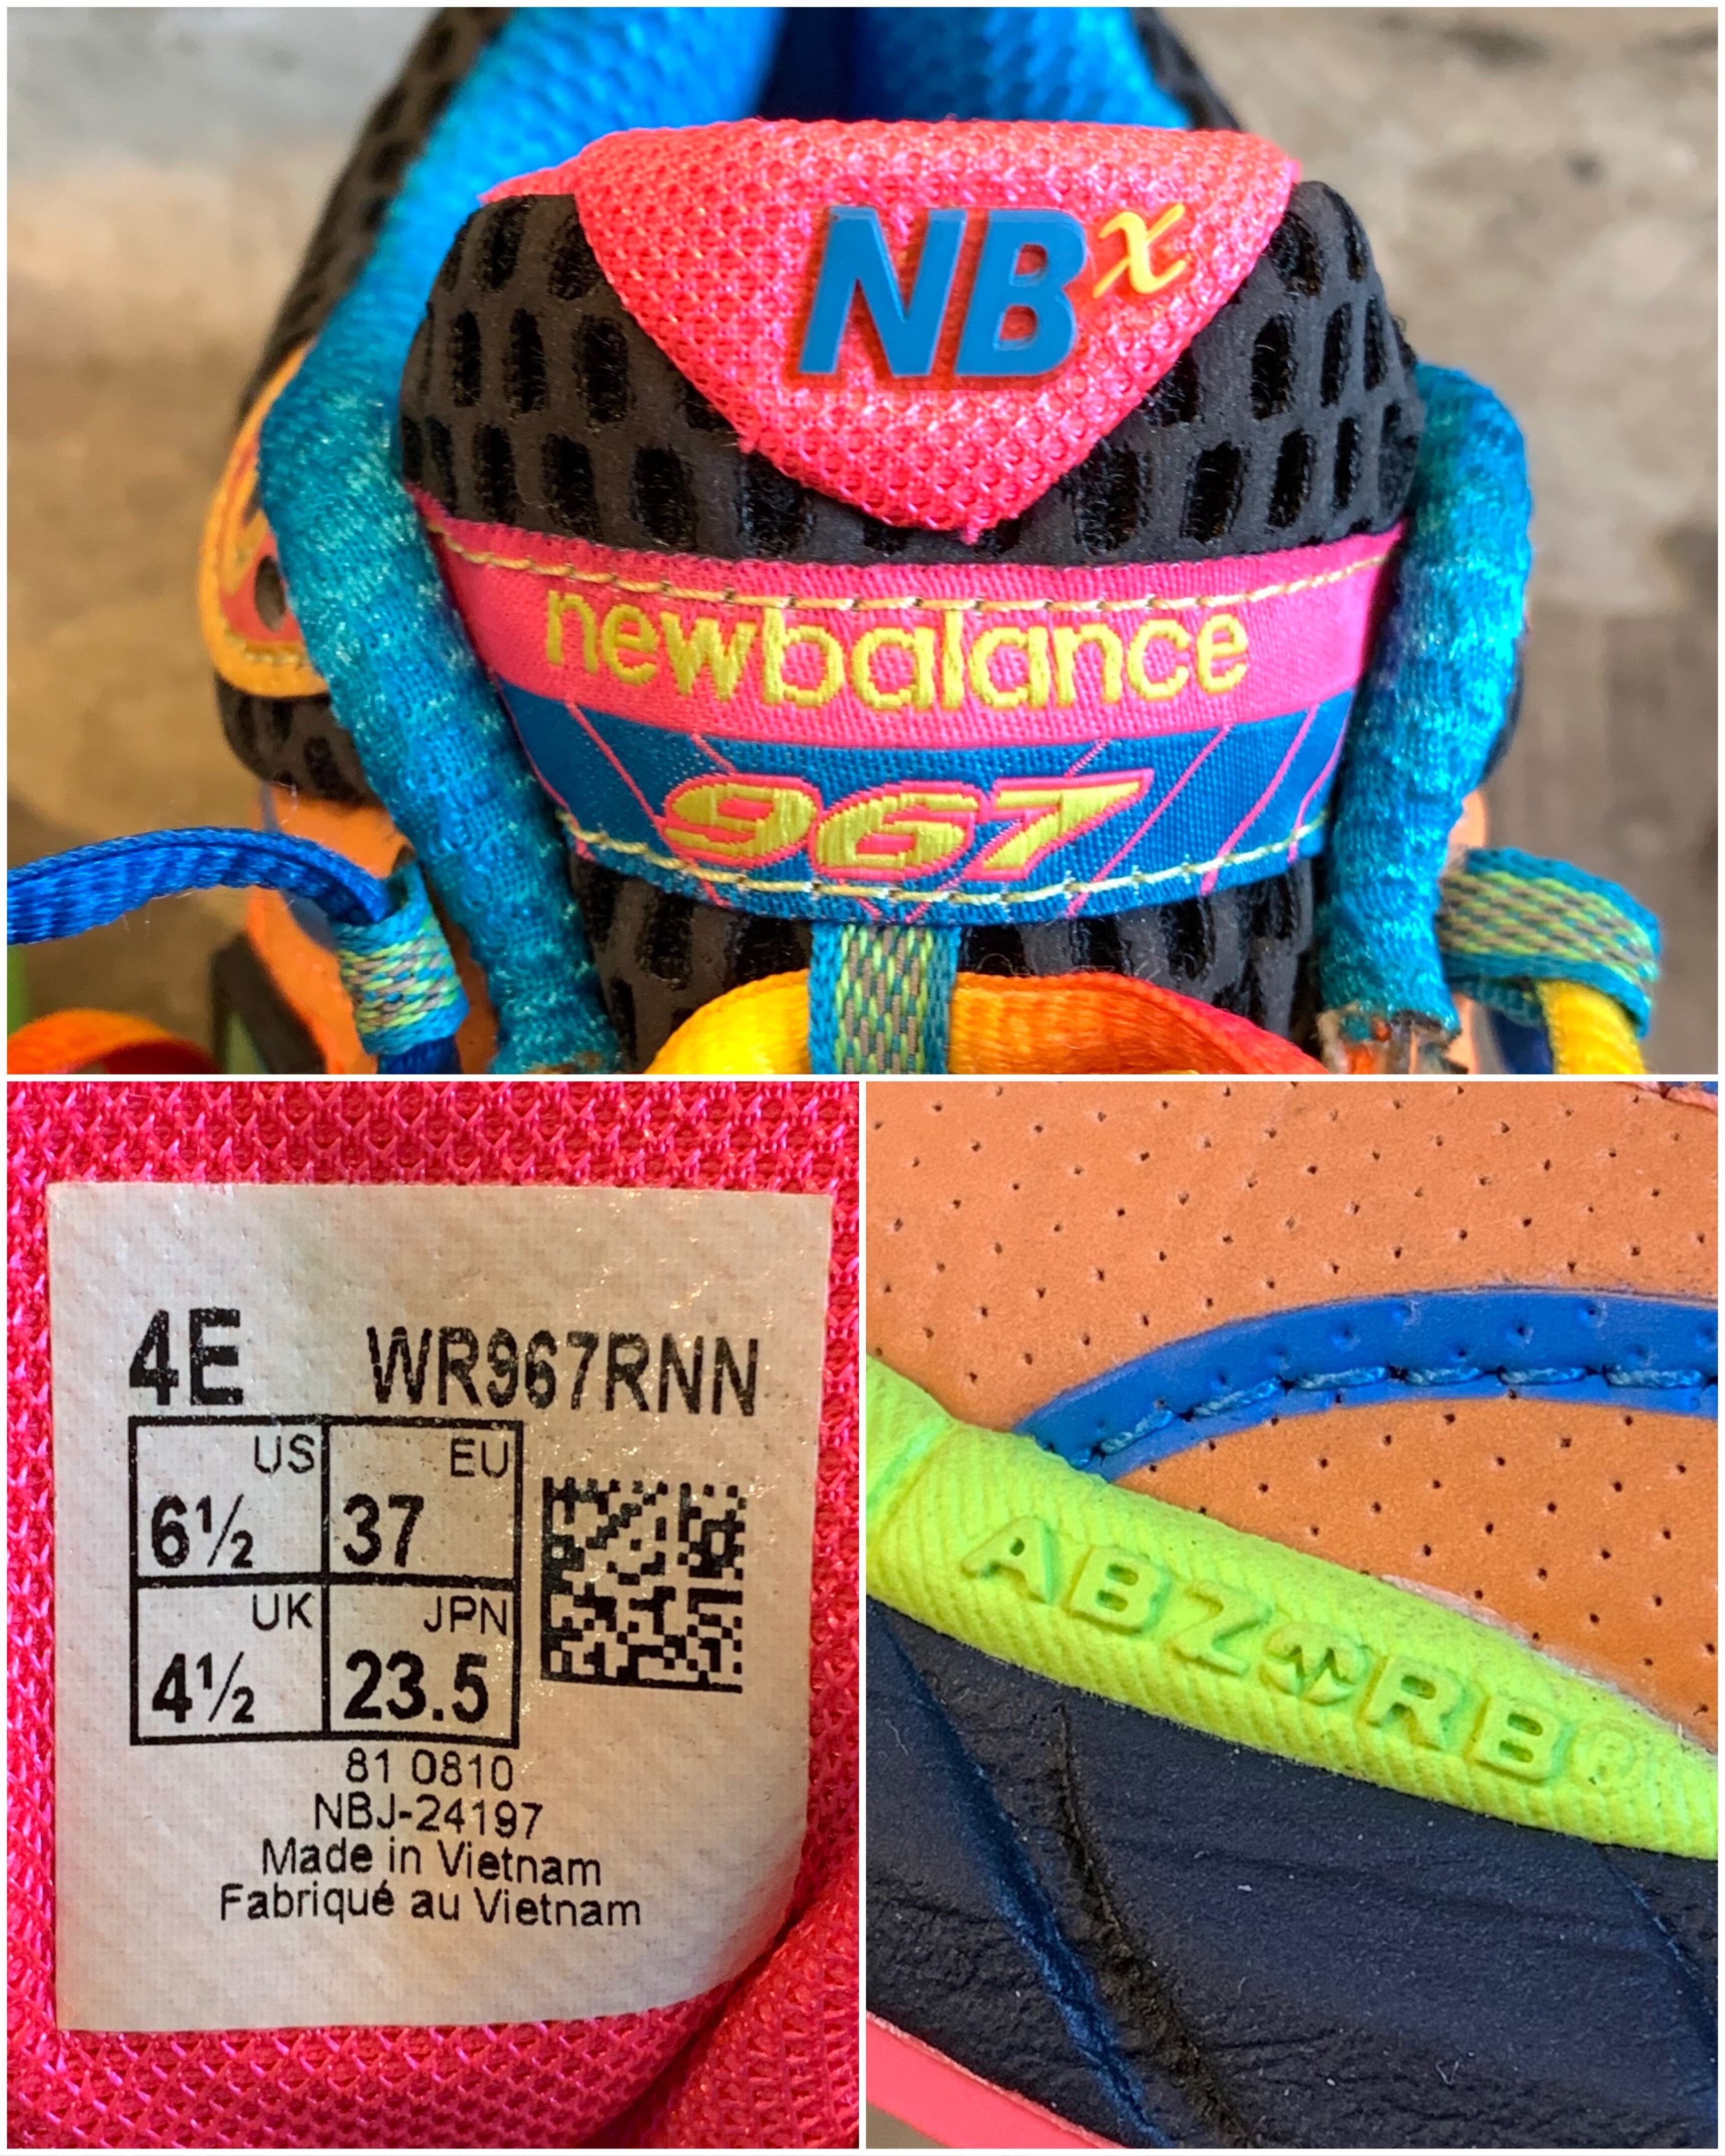 NBx
newbalance
967
4E WR967RNN
US EU
6½ 37
UK JPN
4½ 23.5
81 0810
NBJ-24197
Made in Vietnam
Fabriqué au Vietnam
ABZORB®